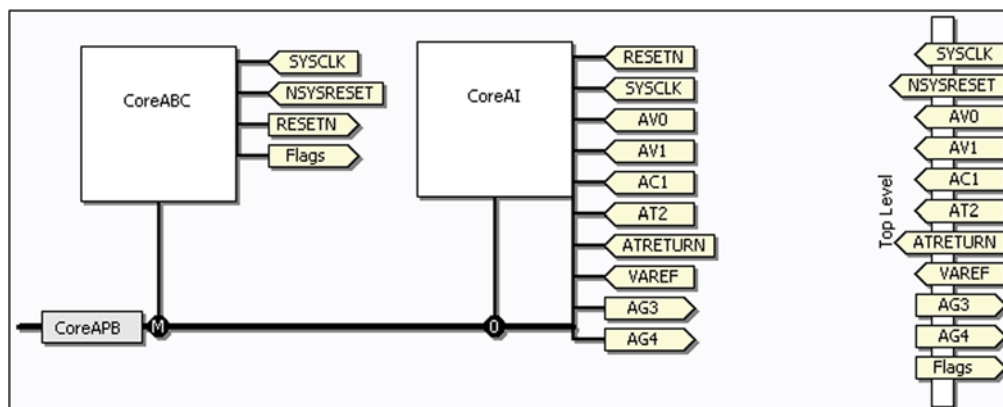 CoreABC
SYSCLK
NSYSRESET
RESETN
Flags
CoreAI
RESETN
SYSCLK
AV0
AV1
AC1
AT2
ATRETURN
VAREF
AG3
AG4
CoreAPB
M
0
Top Level
SYSCLK
NSYSRESET
AV0
AV1
AC1
AT2
ATRETURN
VAREF
AG3
AG4
Flags